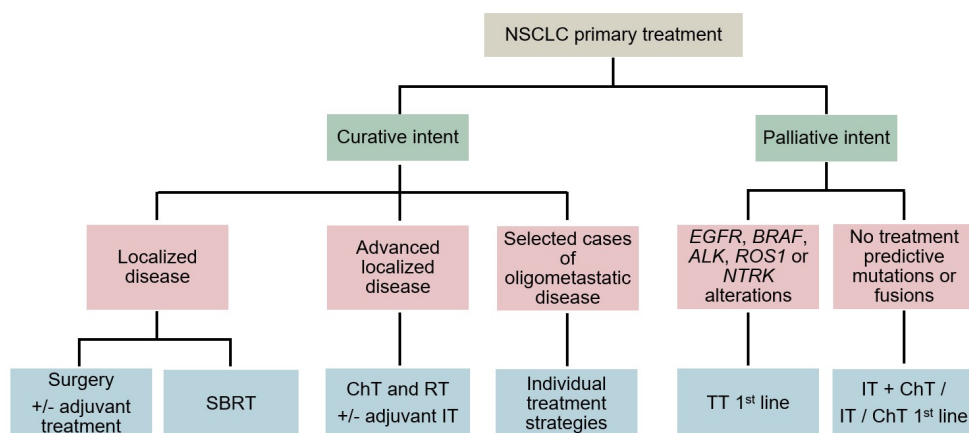 NSCLC primary treatment
Curative intent
Palliative intent
Localized
disease
Advanced
localized
disease
Selected cases
of
oligometastatic
disease
EGFR, BRAF,
ALK, ROS1 or
NTRK
alterations
No treatment
predictive
mutations or
fusions
Surgery
+/- adjuvant
treatment
SBRT
ChT and RT
+/- adjuvant IT
Individual
treatment
strategies
TT 1st line
IT + ChT /
IT / ChT 1st line